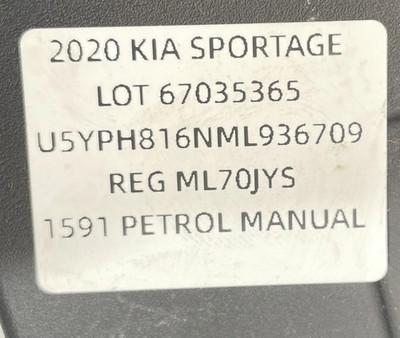 2020 KIA SPORTAGE
LOT 67035365
U5YPH816NML936709
REG ML70JYS
1591 PETROL MANUAL